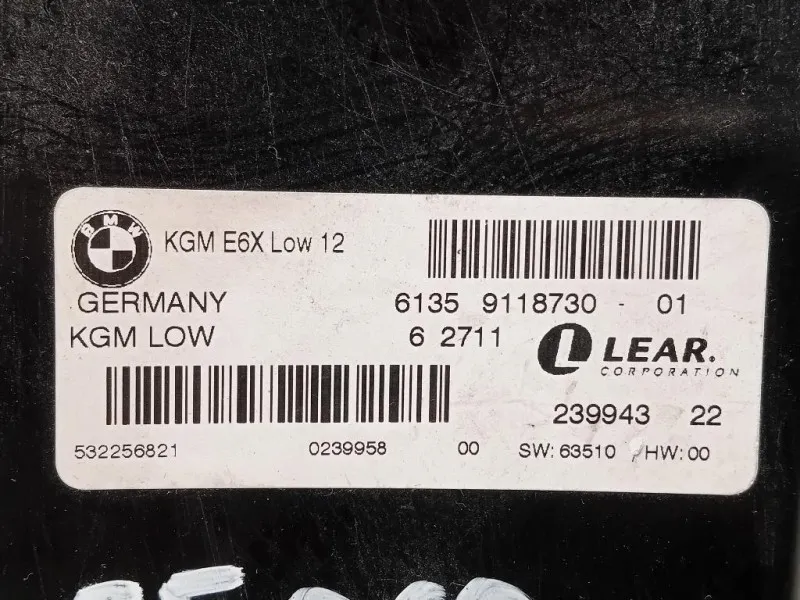 BMW
KGM E6X Low 12
GERMANY 6135 9118730 - 01
KGM LOW 6 2711
LEAR.
CORPORATION
239943 22
532256821 0239958 00 SW: 63510 HW: 00